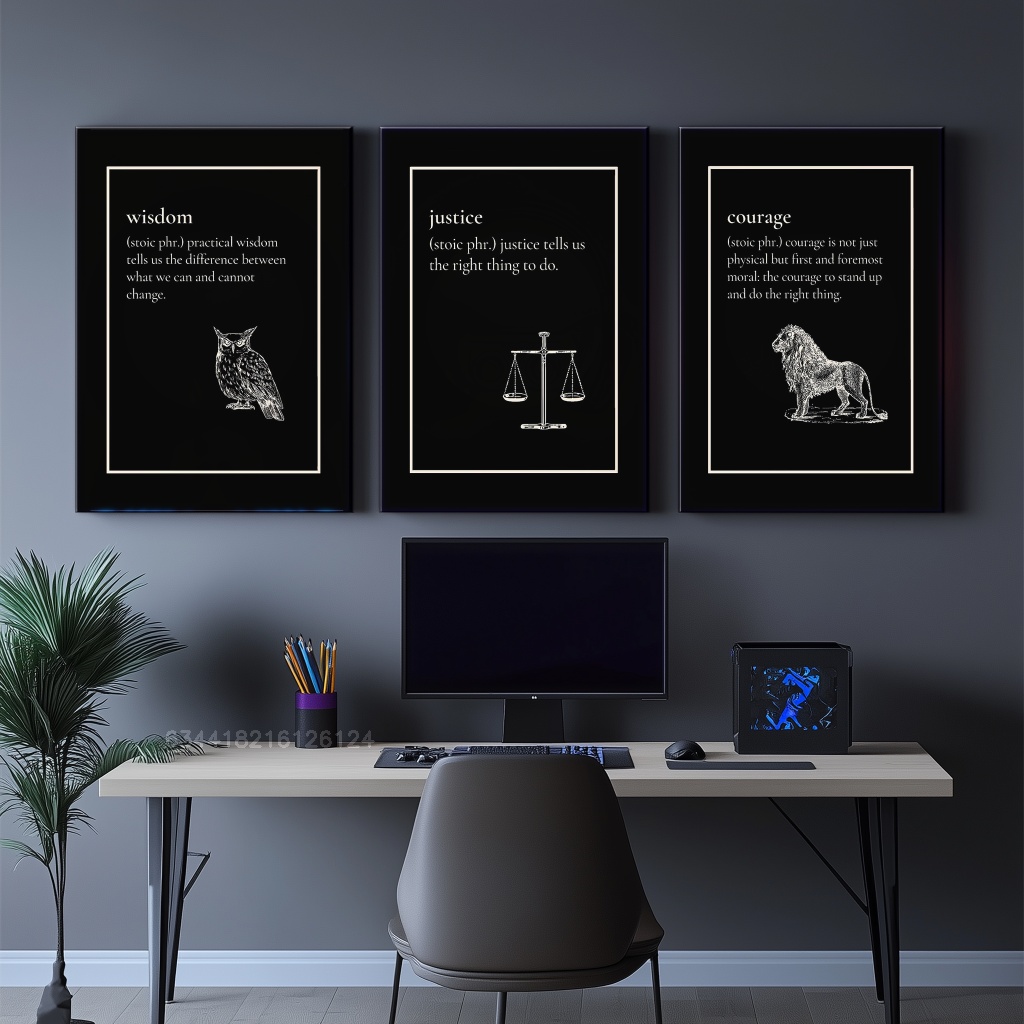 wisdom
(stoic phr.) practical wisdom
tells us the difference between
what we can and cannot
change.
justice
(stoic phr.) justice tells us
the right thing to do.
courage
(stoic phr.) courage is not just
physical but first and foremost
moral: the courage to stand up
and do the right thing.